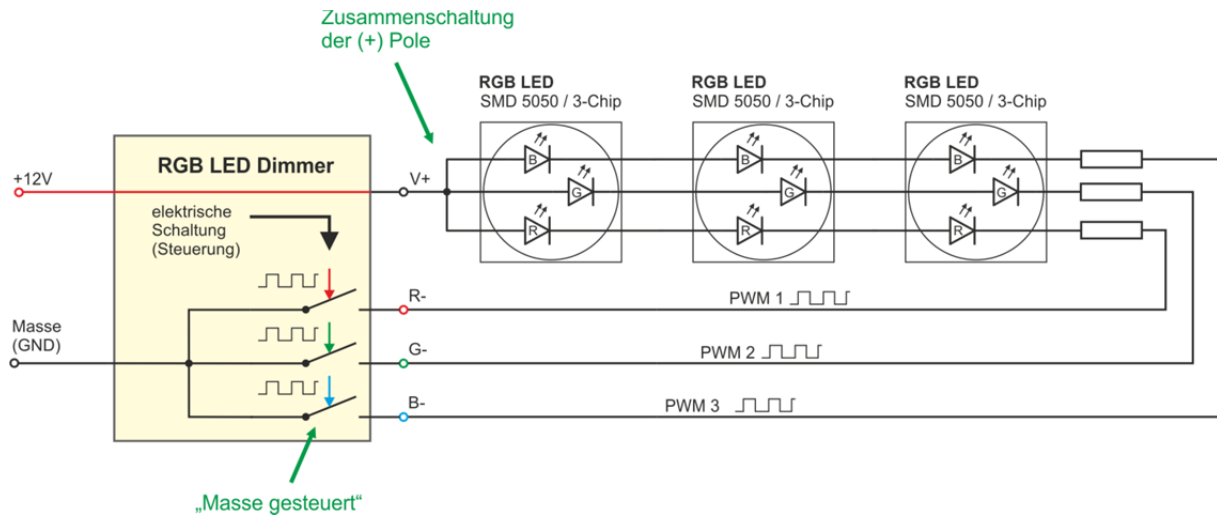 Zusammenschaltung
der (+) Pole
RGB LED
SMD 5050 / 3-Chip
RGB LED
SMD 5050 / 3-Chip
RGB LED
SMD 5050 / 3-Chip
RGB LED Dimmer
+12V
V+
B
B
B
G
G
G
R
R
R
elektrische
Schaltung
(Steuerung)
R-
PWM 1
Masse
(GND)
G-
PWM 2
B-
PWM 3
„Masse gesteuert“